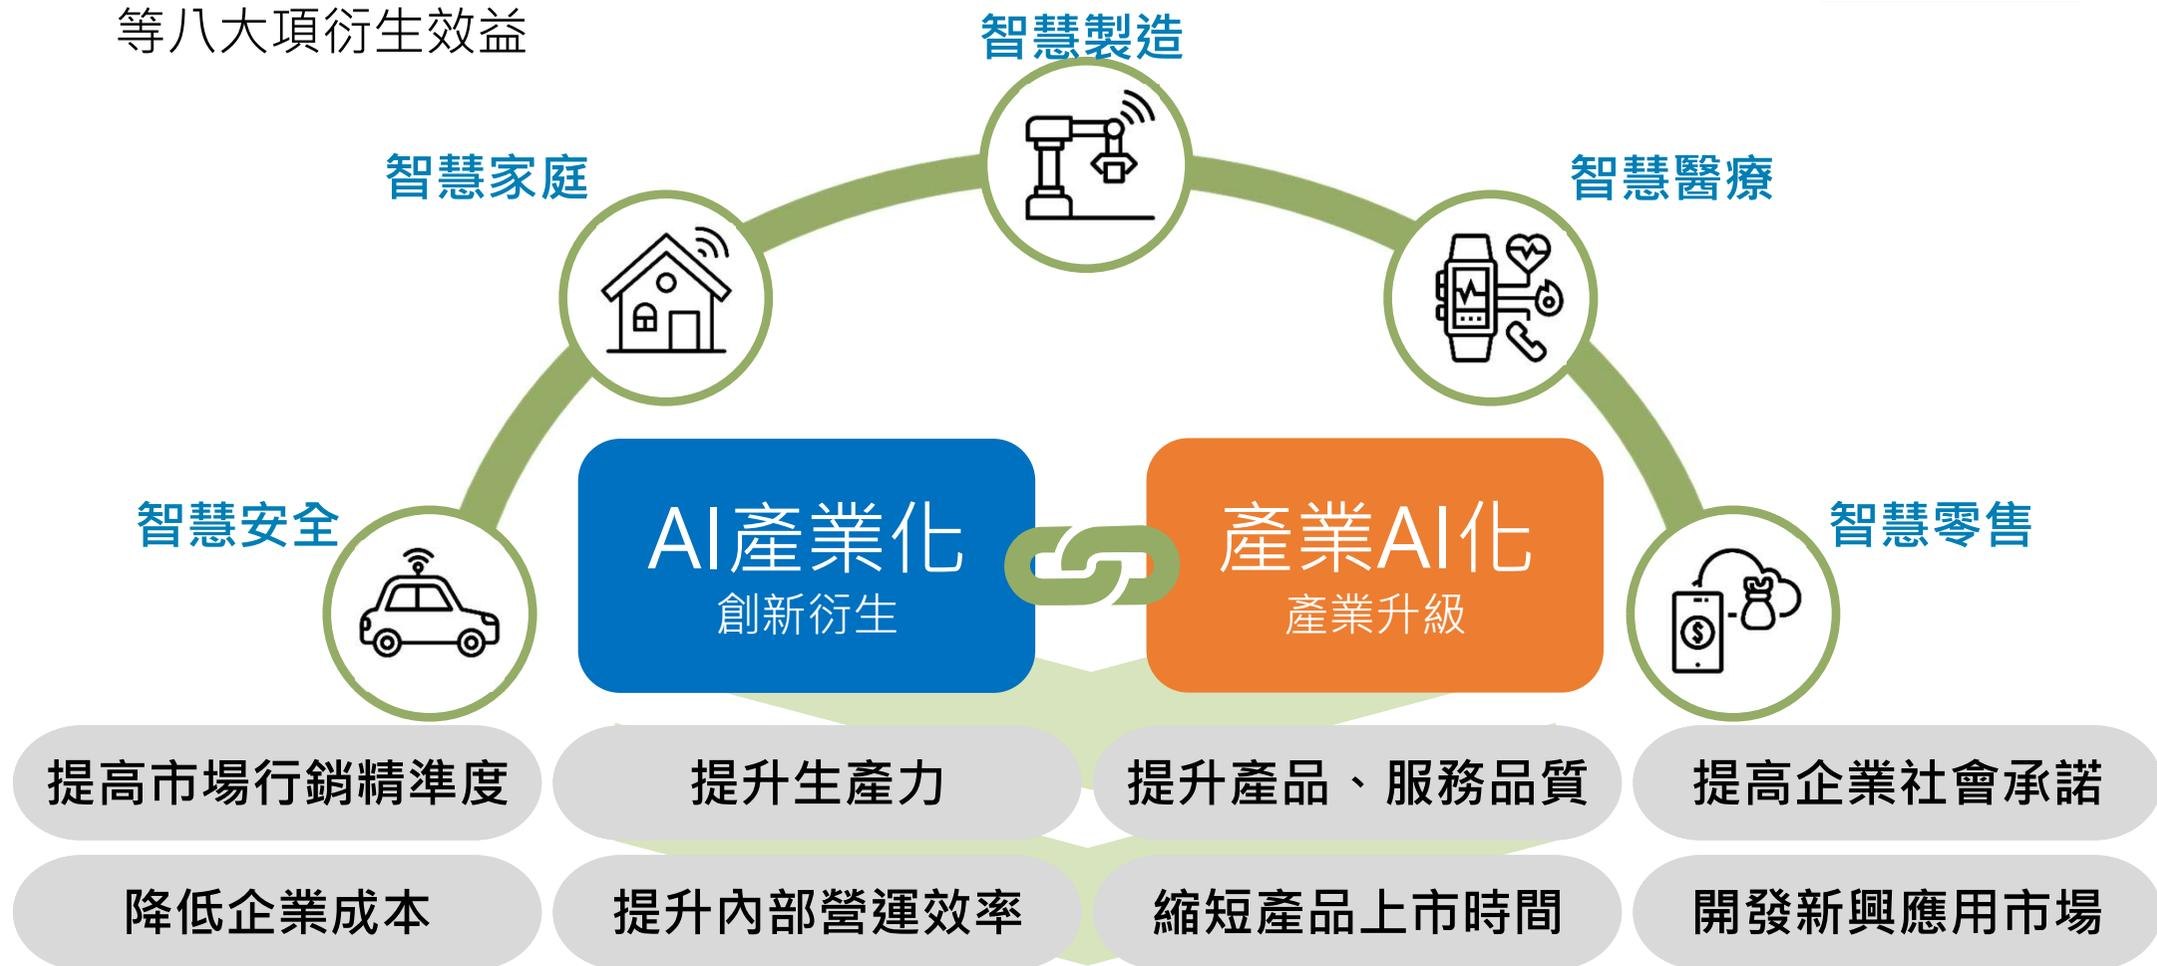 等八大項衍生效益
智慧製造
智慧家庭
智慧醫療
智慧安全
智慧零售
AI產業化
創新衍生
產業AI化
產業升級
提高市場行銷精準度
提升生產力
提升產品、服務品質
提高企業社會承諾
降低企業成本
提升內部營運效率
縮短產品上市時間
開發新興應用市場